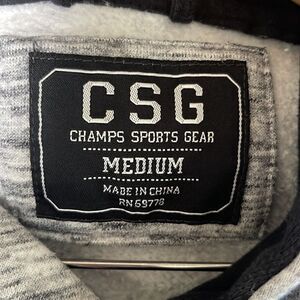 CSG
CHAMPS SPORTS GEAR
MEDIUM
MADE IN CHINA
RN 59778